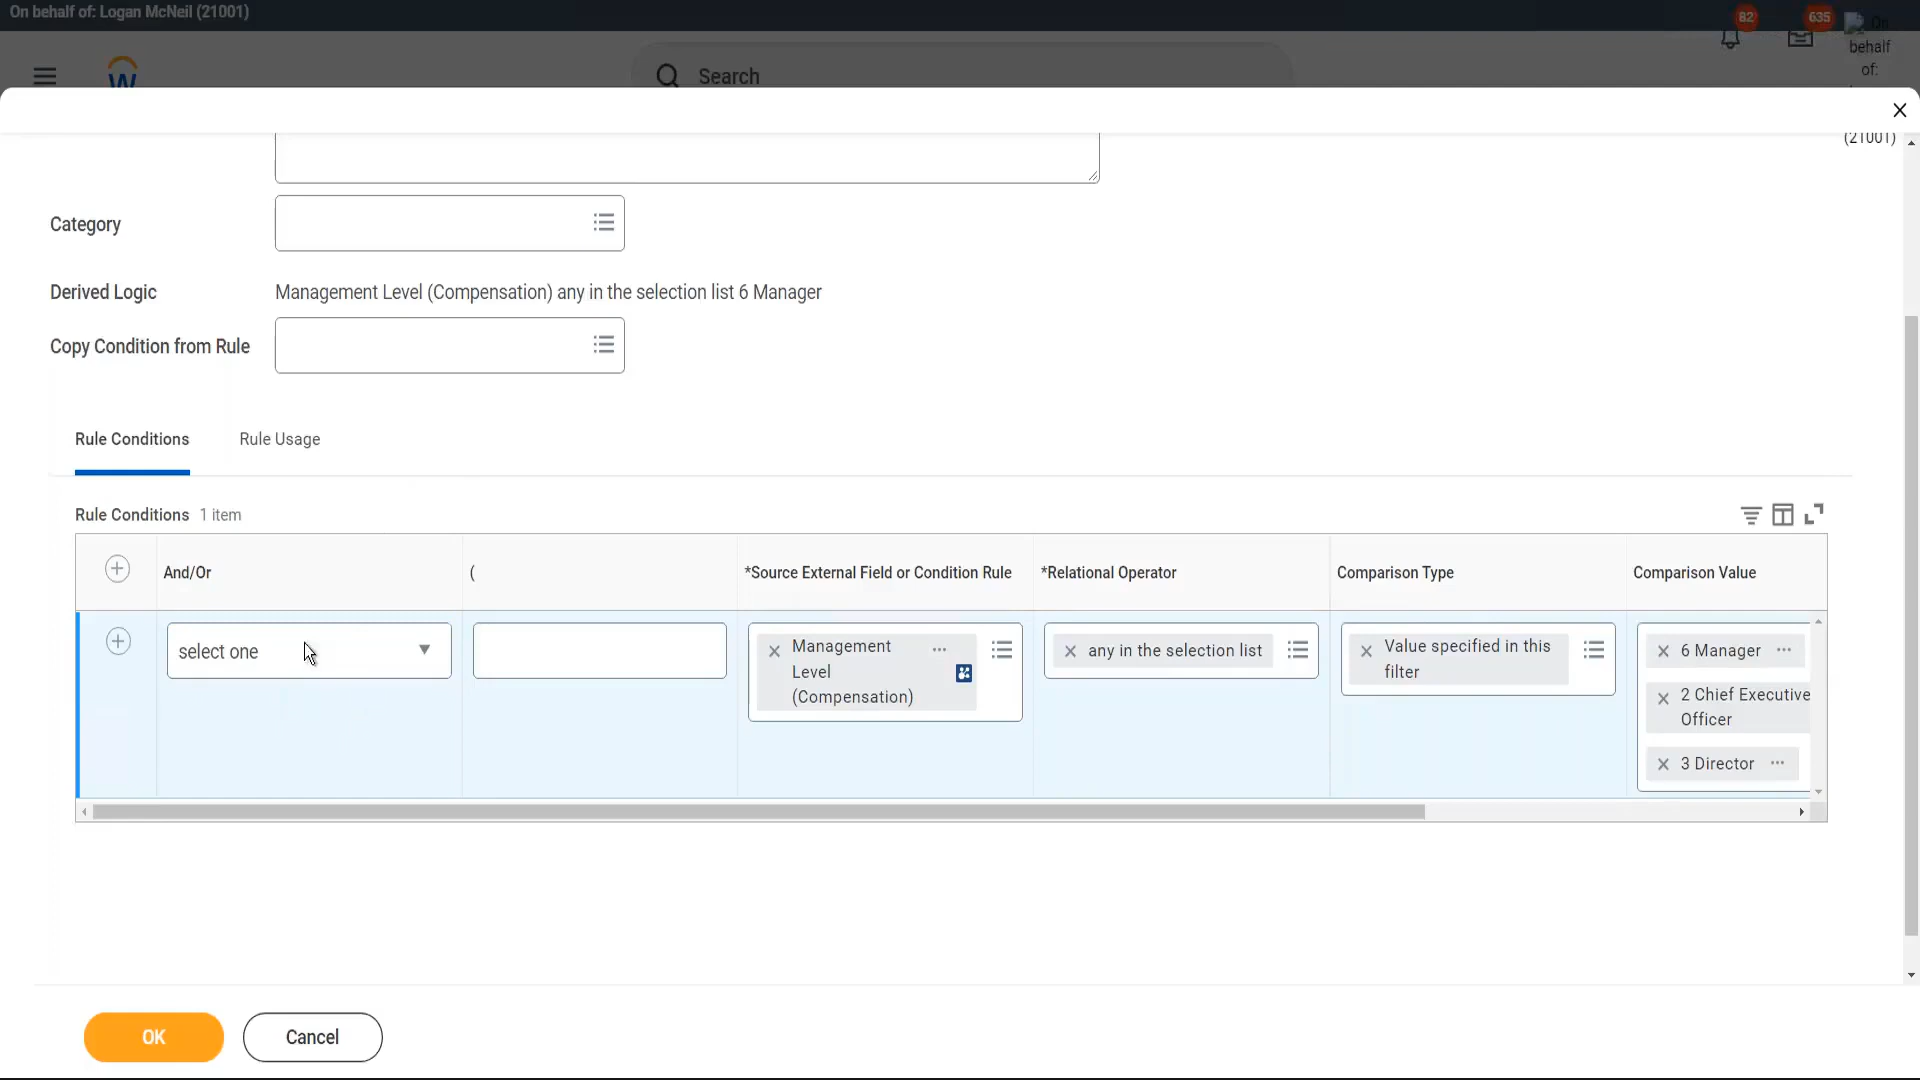 On behalf of: Logan McNeil (21001)
82
635
On
behalf
of:
W
Search
(21001)
Category
Derived Logic
Management Level (Compensation) any in the selection list 6 Manager
Copy Condition from Rule
Rule Conditions
Rule Usage
Rule Conditions 1 item
And/Or
(
*Source External Field or Condition Rule
*Relational Operator
Comparison Type
Comparison Value
select one
Management
Level
(Compensation)
any in the selection list
Value specified in this
filter
6 Manager
2 Chief Executive
Officer
3 Director
OK
Cancel